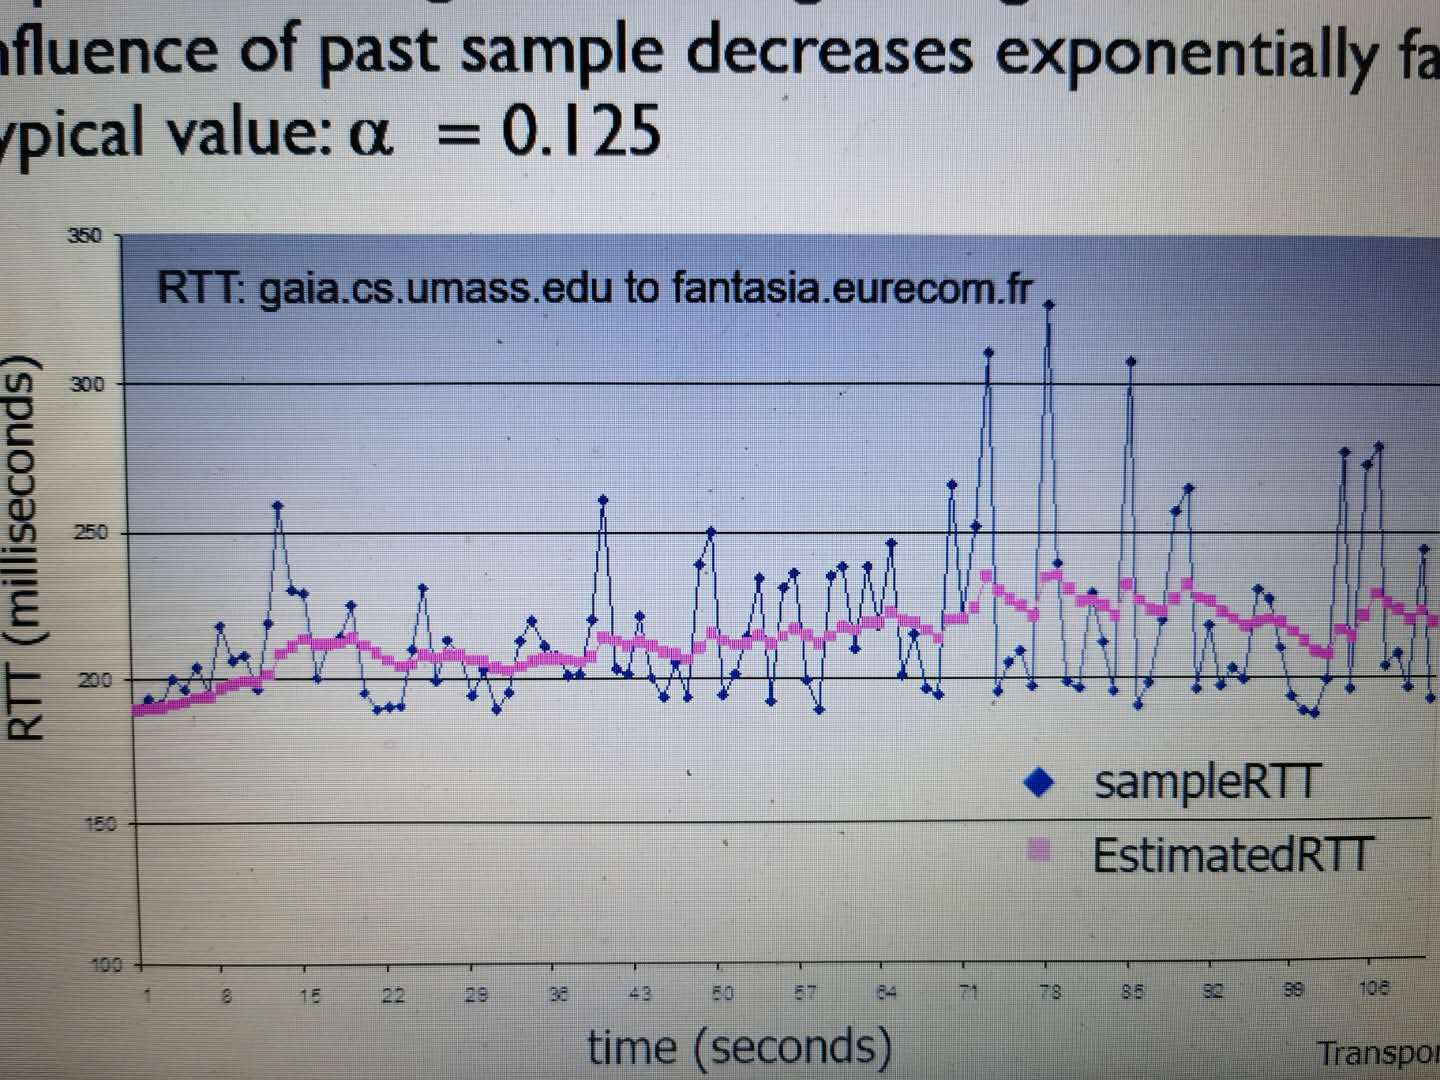 nfluence of past sample decreases exponentially fa
ypical value: α = 0.125
350
RTT: gaia.cs.umass.edu to fantasia.eurecom.fr
300
250
200
150
100
RTT (milliseconds)
sampleRTT
EstimatedRTT
1 8 15 22 29 36 43 50 57 64 71 78 85 92 99 106
time (seconds)
Transpor